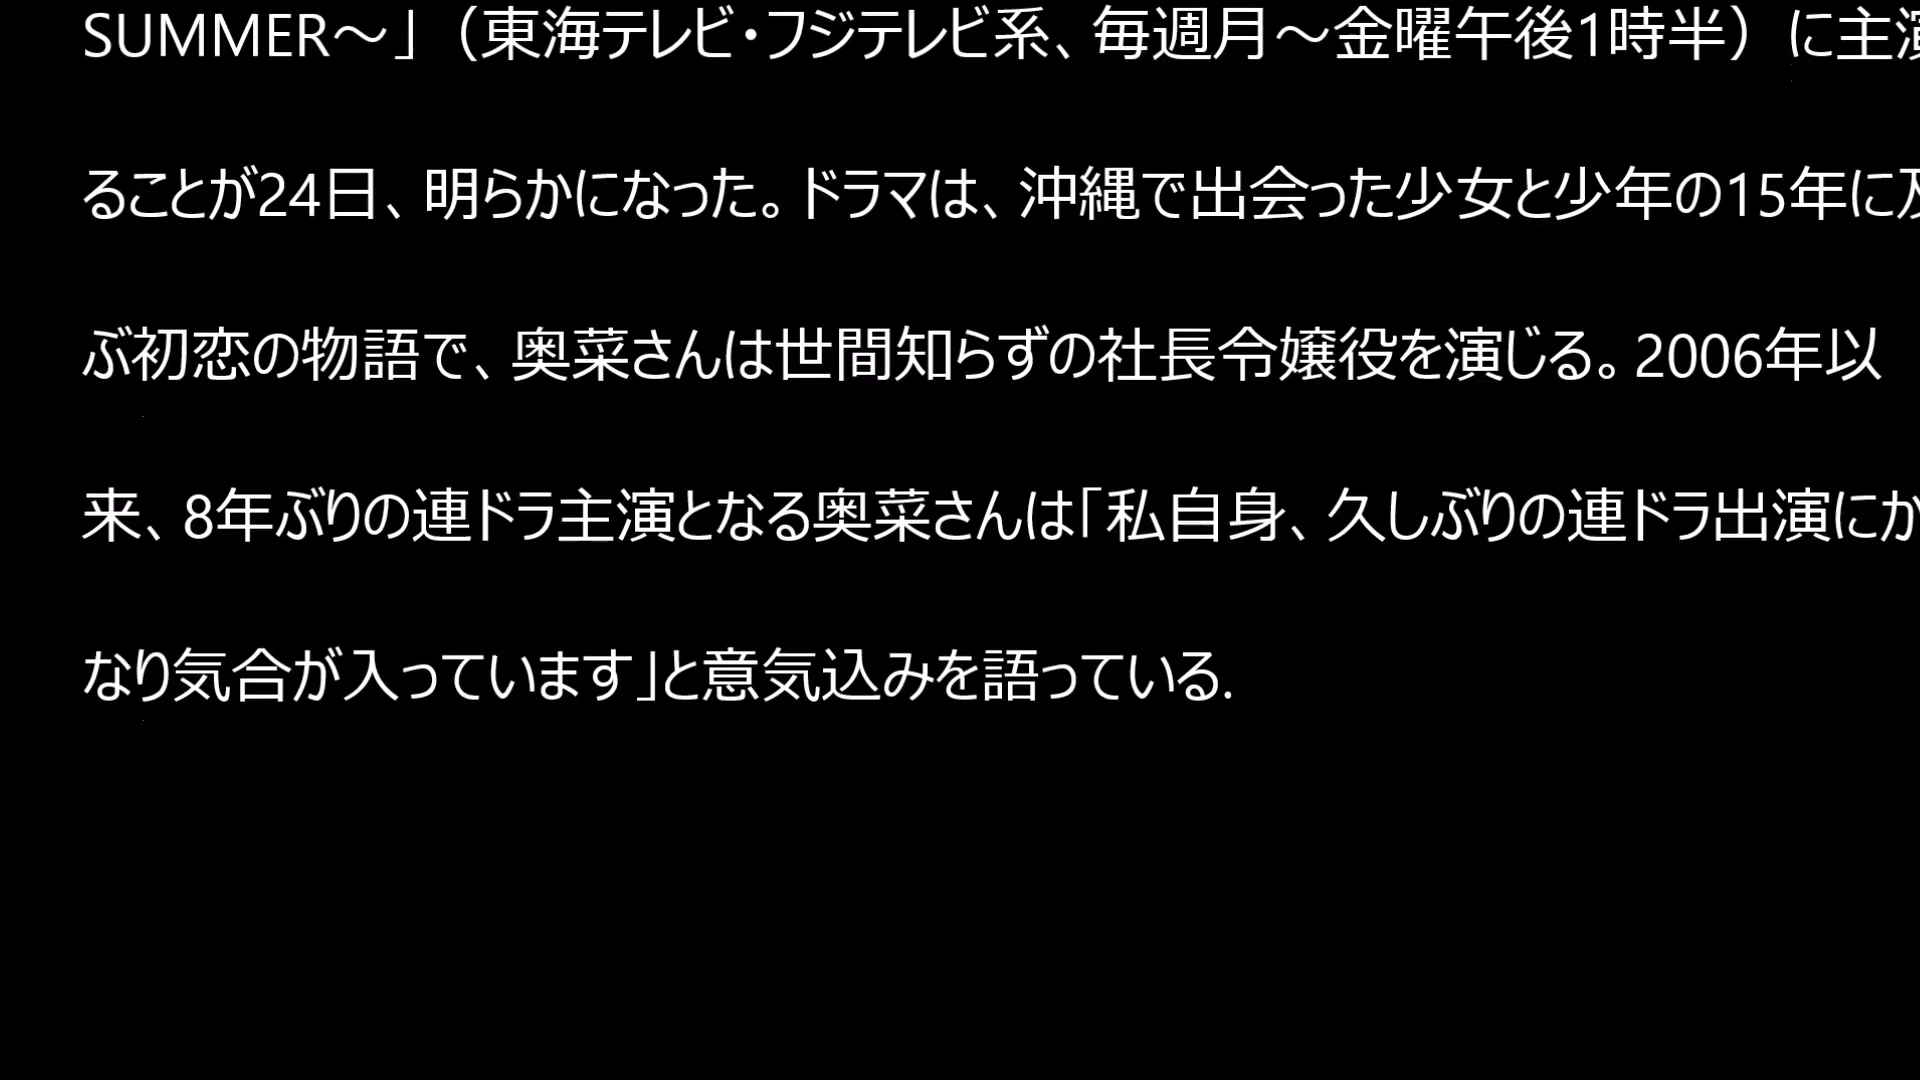 SUMMER～」（東海テレビ・フジテレビ系、毎週月～金曜午後1時半）に主演
ることが24日、明らかになった。ドラマは、沖縄で出会った少女と少年の15年に及
ぶ初恋の物語で、奥菜さんは世間知らずの社長令嬢役を演じる。2006年以
来、8年ぶりの連ドラ主演となる奥菜さんは「私自身、久しぶりの連ドラ出演にか
なり気合が入っています」と意気込みを語っている.